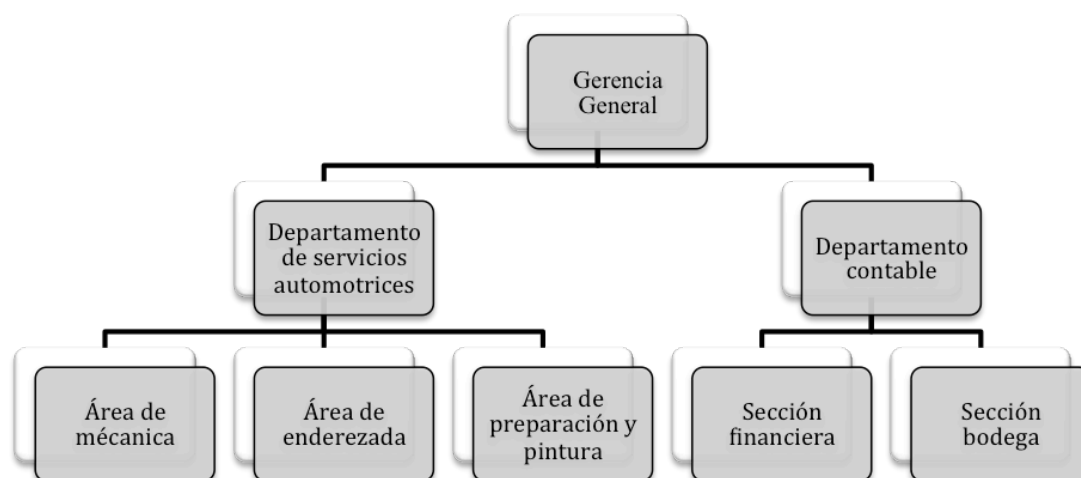 Gerencia
General
Departamento
de servicios
automotrices
Departamento
contable
Área de
mécanica
Área de
enderezada
Área de
preparación y
pintura
Sección
financiera
Sección
bodega